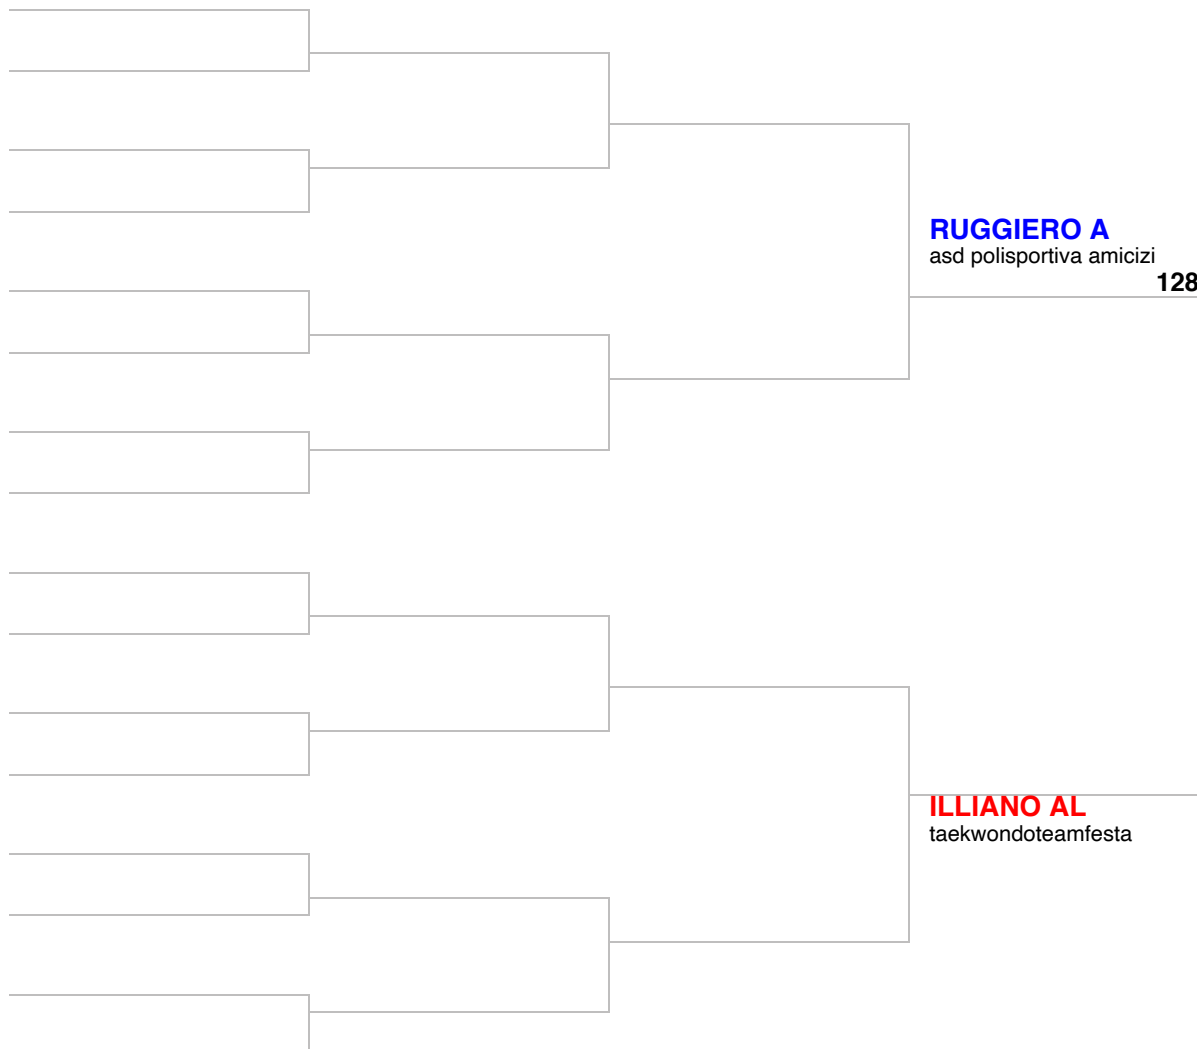 RUGGIERO A
asd polisportiva amicizi
128
ILLIANO AL
taekwondoteamfesta